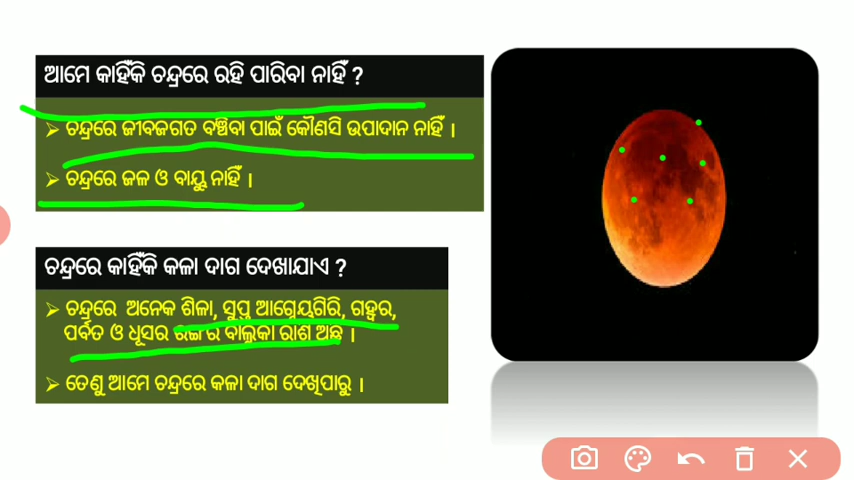 ଆମେ କାହିଁକି ଚନ୍ଦ୍ରରେ ରହି ପାରିବା ନାହିଁ ?
➢ ଚନ୍ଦ୍ରରେ ଜୀବଜଗତ ବଞ୍ଚିବା ପାଇଁ କୌଣସି ଉପାଦାନ ନାହିଁ ।
➢ ଚନ୍ଦ୍ରରେ ଜଳ ଓ ବାୟୁ ନାହିଁ ।
ଚନ୍ଦ୍ରରେ କାହିଁକି କଳା ଦାଗ ଦେଖାଯାଏ ?
➢ ଚନ୍ଦ୍ରରେ ଅନେକ ଶିଳା, ସୁପ୍ତ ଆଗ୍ନେୟଗିରି, ଗହ୍ୱର,
ପର୍ବତ ଓ ଧୂସର ରଙ୍ଗର ବାଲୁକା ରାଶି ଅଛି ।
➢ ତେଣୁ ଆମେ ଚନ୍ଦ୍ରରେ କଳା ଦାଗ ଦେଖିପାରୁ ।